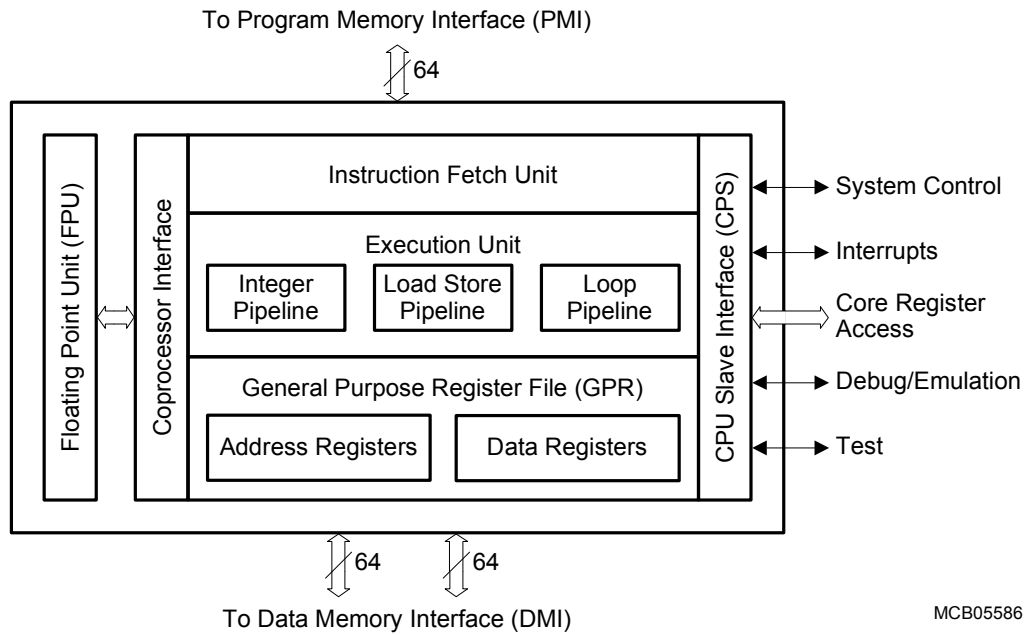 To Program Memory Interface (PMI)
64
Floating Point Unit (FPU)
Coprocessor Interface
Instruction Fetch Unit
Execution Unit
Integer
Pipeline
Load Store
Pipeline
Loop
Pipeline
General Purpose Register File (GPR)
Address Registers
Data Registers
CPU Slave Interface (CPS)
System Control
Interrupts
Core Register
Access
Debug/Emulation
Test
64
64
To Data Memory Interface (DMI)
MCB05586